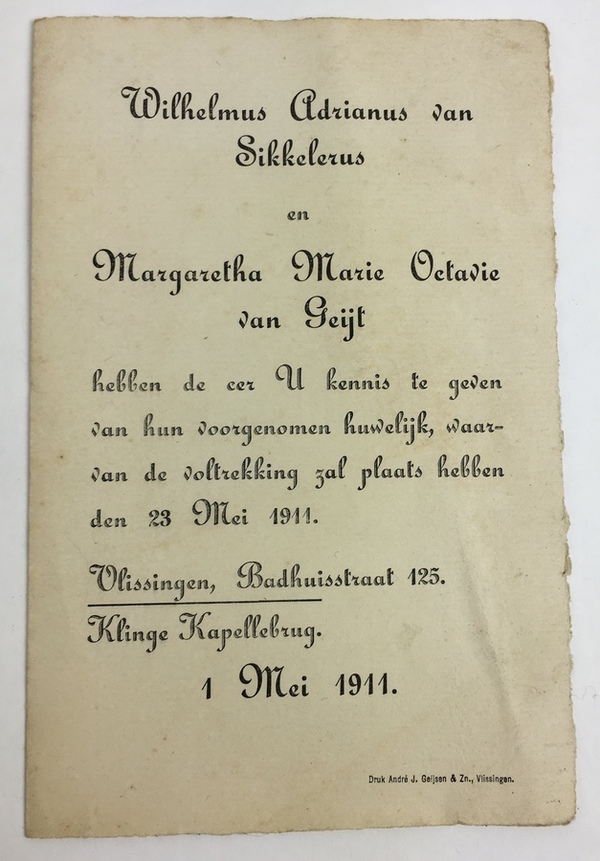 Wilhelmus Adrianus van
Sikkelerus
en
Margaretha Marie Octavie
van Geijt
hebben de eer U kennis te geven
van hun voorgenomen huwelijk, waar-
van de voltrekking zal plaats hebben
den 23 Mei 1911.
Vlissingen, Badhuisstraat 125.
Klinge Kapellebrug.
1 Mei 1911.
Druk André J. Geijsen & Zn., Vlissingen.